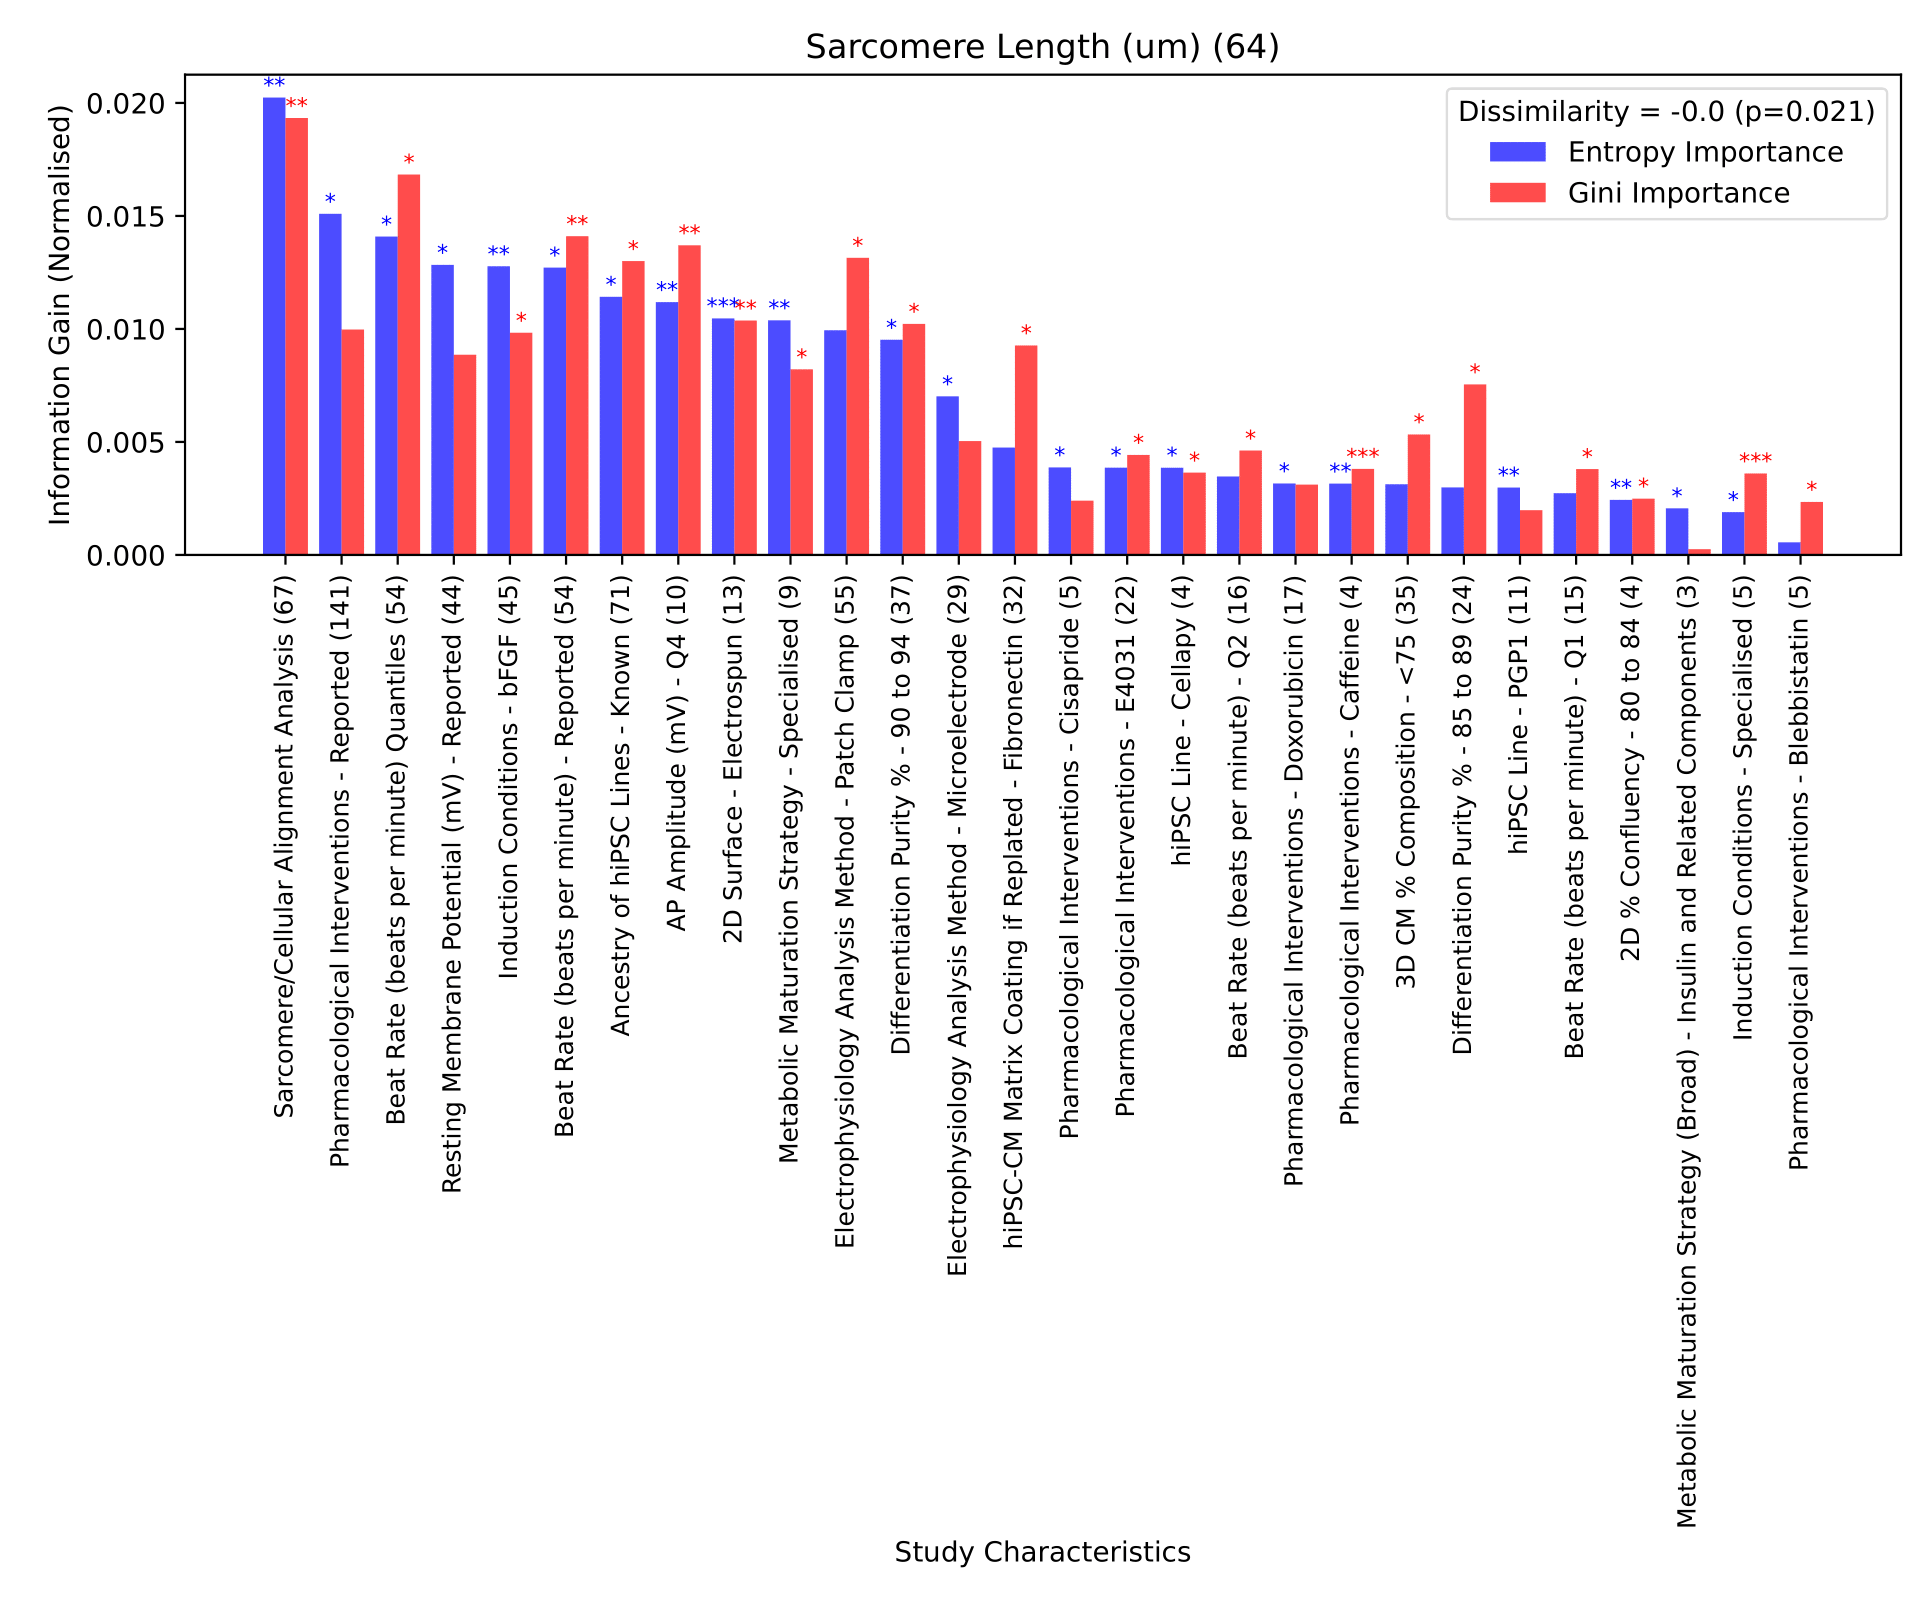 Sarcomere Length (um) (64)
Information Gain (Normalised)
0.020
0.015
0.010
0.005
0.000
Dissimilarity = -0.0 (p=0.021)
Entropy Importance
Gini Importance
**
**
*
*
*
*
**
*
*
**
*
*
**
**
***
**
**
*
*
*
*
*
*
*
*
*
*
*
*
*
**
***
*
*
**
*
**
*
*
*
***
*
Sarcomere/Cellular Alignment Analysis (67)
Pharmacological Interventions - Reported (141)
Beat Rate (beats per minute) Quantiles (54)
Resting Membrane Potential (mV) - Reported (44)
Induction Conditions - bFGF (45)
Beat Rate (beats per minute) - Reported (54)
Ancestry of hiPSC Lines - Known (71)
AP Amplitude (mV) - Q4 (10)
2D Surface - Electrospun (13)
Metabolic Maturation Strategy - Specialised (9)
Electrophysiology Analysis Method - Patch Clamp (55)
Differentiation Purity % - 90 to 94 (37)
Electrophysiology Analysis Method - Microelectrode (29)
hiPSC-CM Matrix Coating if Replated - Fibronectin (32)
Pharmacological Interventions - Cisapride (5)
Pharmacological Interventions - E4031 (22)
hiPSC Line - Cellapy (4)
Beat Rate (beats per minute) - Q2 (16)
Pharmacological Interventions - Doxorubicin (17)
Pharmacological Interventions - Caffeine (4)
3D CM % Composition - <75 (35)
Differentiation Purity % - 85 to 89 (24)
hiPSC Line - PGP1 (11)
Beat Rate (beats per minute) - Q1 (15)
2D % Confluency - 80 to 84 (4)
Metabolic Maturation Strategy (Broad) - Insulin and Related Components (3)
Induction Conditions - Specialised (5)
Pharmacological Interventions - Blebbistatin (5)
Study Characteristics